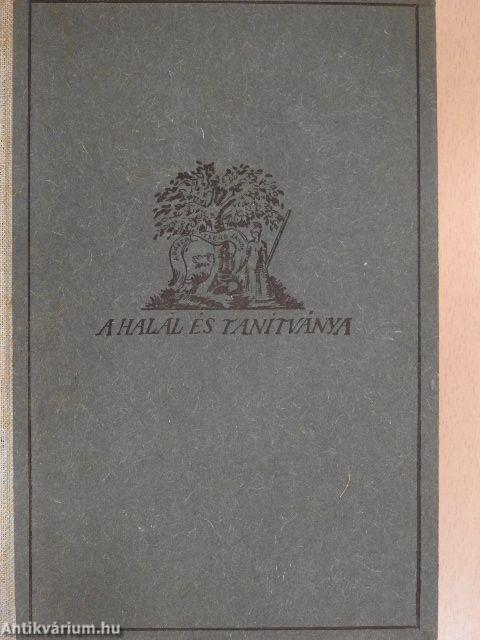 A HALÁL ÉS TANÍTVÁNYA
Antikvárium.hu